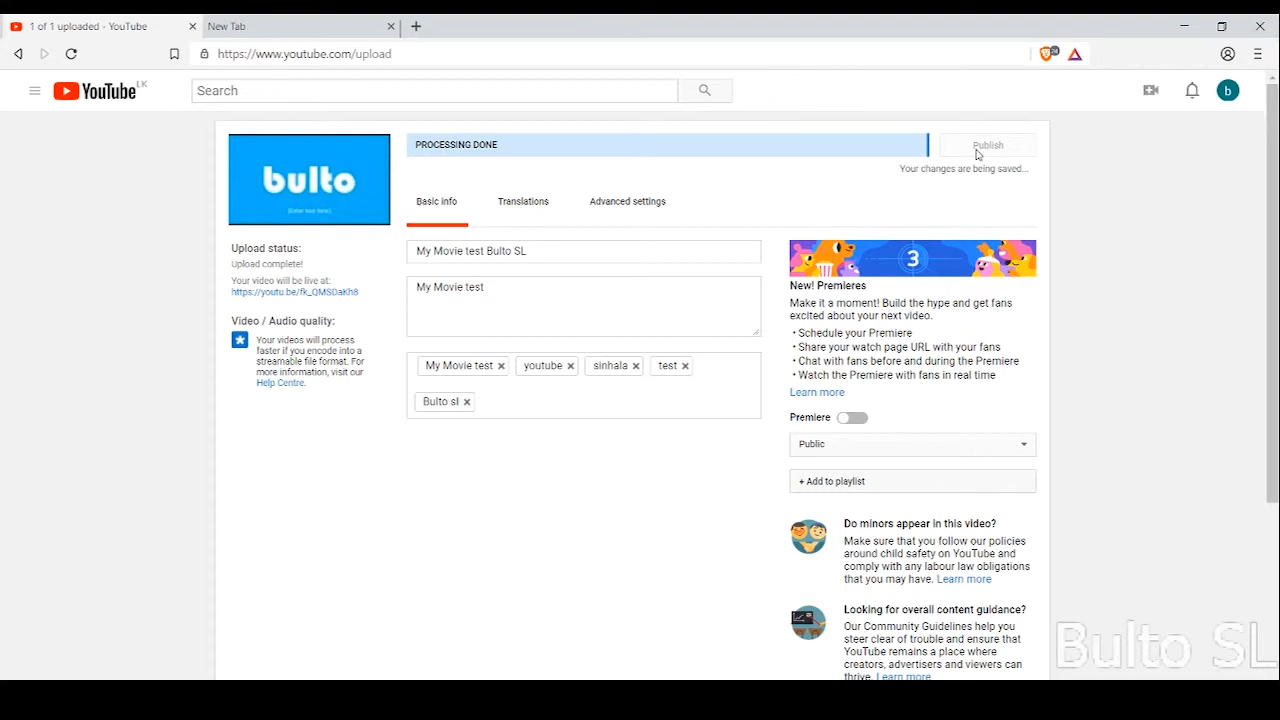 1 of 1 uploaded - YouTube
New Tab
https://www.youtube.com/upload
24
YouTube LK
Search
b
PROCESSING DONE
Publish
Your changes are being saved...
bulto
[Enter text here]
Basic info
Translations
Advanced settings
Upload status:
Upload complete!
Your video will be live at:
https://youtu.be/fk_QMSDaKh8
Video / Audio quality:
Your videos will process
faster if you encode into a
streamable file format. For
more information, visit our
Help Centre.
My Movie test Bulto SL
My Movie test
My Movie test
youtube
sinhala
test
Bulto sl
3
New! Premieres
Make it a moment! Build the hype and get fans
excited about your next video.
• Schedule your Premiere
• Share your watch page URL with your fans
• Chat with fans before and during the Premiere
• Watch the Premiere with fans in real time
Learn more
Premiere
Public
+ Add to playlist
Do minors appear in this video?
Make sure that you follow our policies
around child safety on YouTube and
comply with any labour law obligations
that you may have. Learn more
Looking for overall content guidance?
Our Community Guidelines help you
steer clear of trouble and ensure that
YouTube remains a place where
creators, advertisers and viewers can
thrive. Learn more
Bulto SL